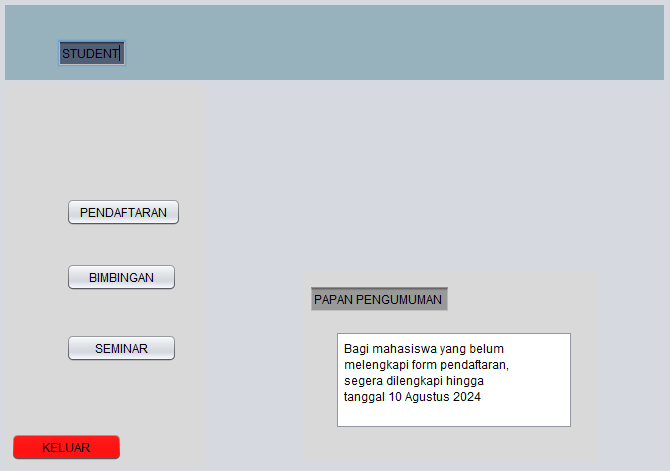 STUDENT
PENDAFTARAN
BIMBINGAN
SEMINAR
KELUAR
PAPAN PENGUMUMAN
Bagi mahasiswa yang belum
melengkapi form pendaftaran,
segera dilengkapi hingga
tanggal 10 Agustus 2024